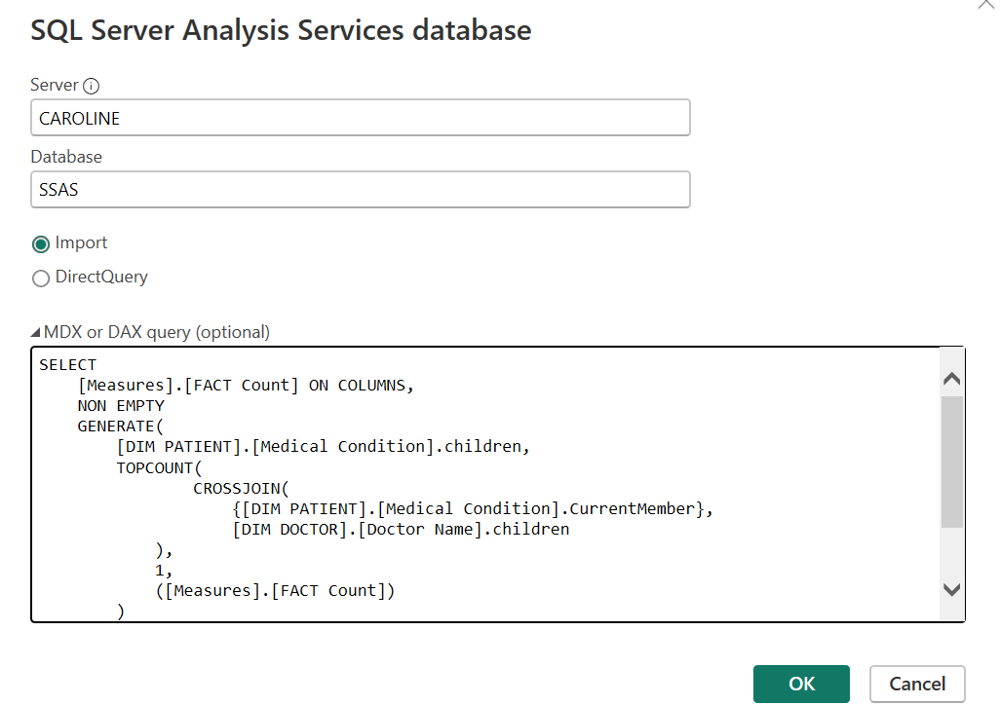 SQL Server Analysis Services database
Server
CAROLINE
Database
SSAS
Import
DirectQuery
MDX or DAX query (optional)
SELECT
    [Measures].[FACT Count] ON COLUMNS,
    NON EMPTY
    GENERATE(
        [DIM PATIENT].[Medical Condition].children,
        TOPCOUNT(
                CROSSJOIN(
                    {[DIM PATIENT].[Medical Condition].CurrentMember},
                    [DIM DOCTOR].[Doctor Name].children
            ),
            1,
            ([Measures].[FACT Count])
        )
OK Cancel